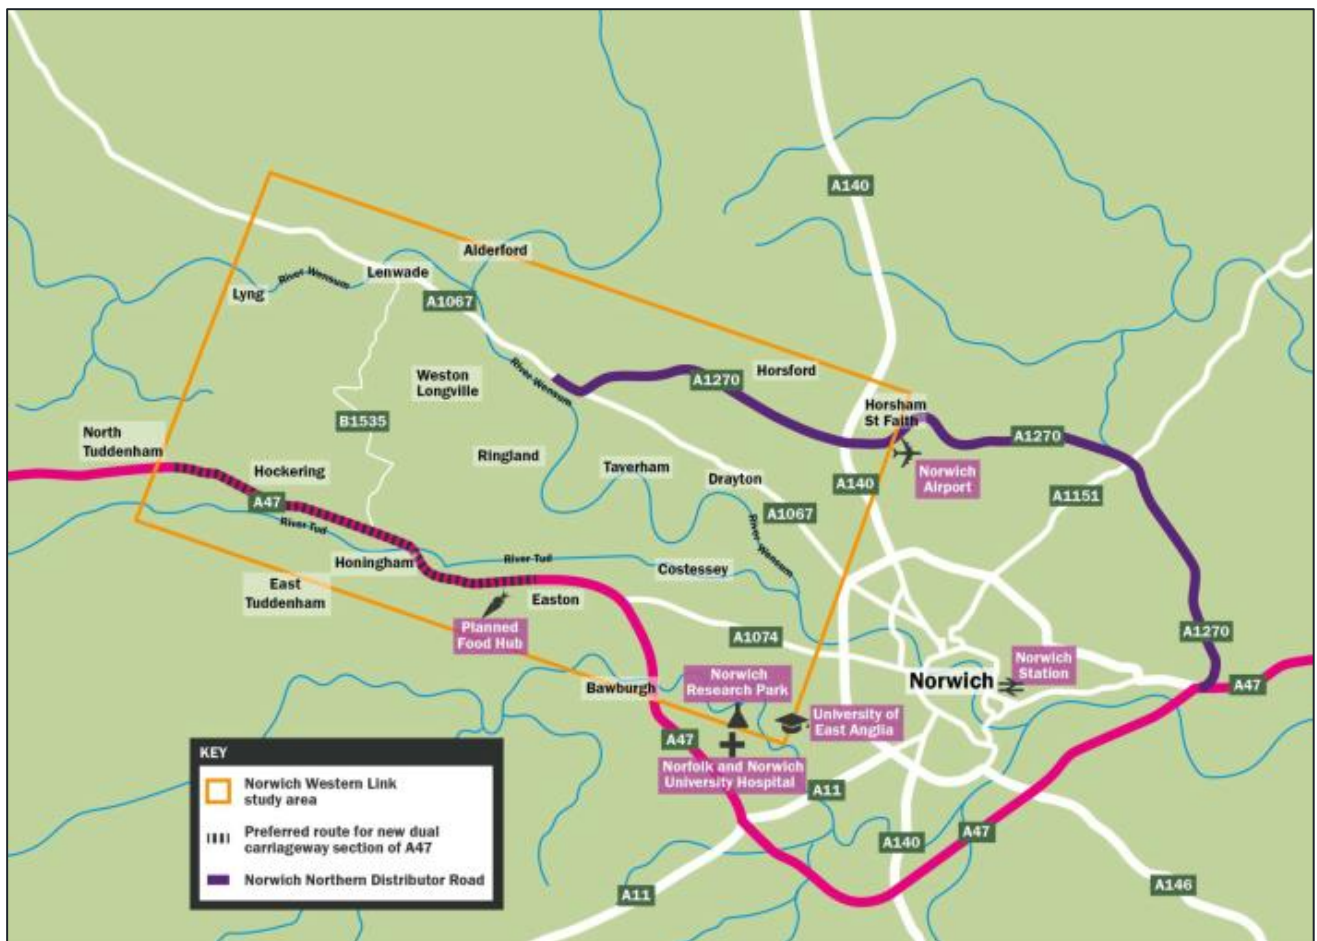 A140
Alderford
River Wensum
Lenwade
Lyng
A1067
River Wensum
Weston
Longville
A1270
Horsford
B1535
Horsham
St Faith
A1270
North
Tuddenham
Hockering
Ringland
Taverham
Drayton
Norwich
Airport
A140
A1151
A47
River Tud
A1067
River Wensum
Honingham
River Tud
Costessey
East
Tuddenham
Easton
Planned
Food Hub
A1074
A1270
Norwich
Research Park
Norwich
Norwich
Station
A47
Bawburgh
University of
East Anglia
A47
Norfolk and Norwich
University Hospital
A11
A47
A140
A11
A146
KEY
Norwich Western Link
study area
Preferred route for new dual
carriageway section of A47
Norwich Northern Distributor Road